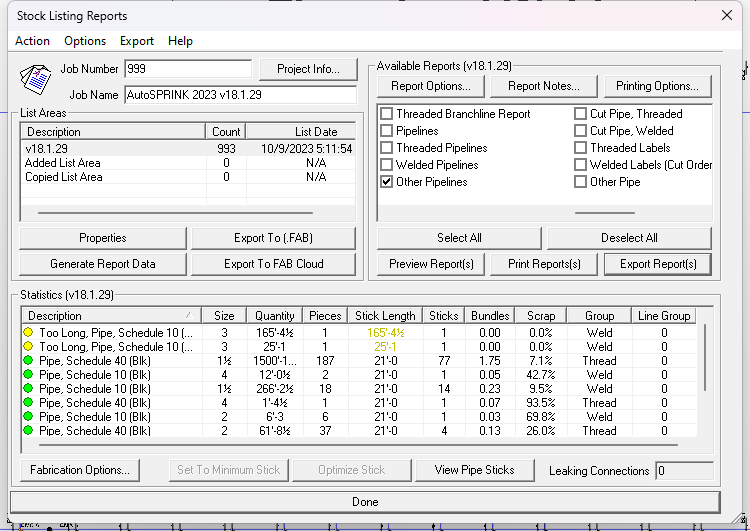 Stock Listing Reports
Action Options Export Help
Job Number 999 Project Info...
Job Name AutoSPRINK 2023 v18.1.29
List Areas
Description Count List Date
v18.1.29 993 10/9/2023 5:11:54
Added List Area 0 N/A
Copied List Area 0 N/A
Properties Export To (.FAB)
Generate Report Data Export To FAB Cloud
Available Reports (v18.1.29)
Report Options... Report Notes... Printing Options...
Threaded Branchline Report Cut Pipe, Threaded
Pipelines Cut Pipe, Welded
Threaded Pipelines Threaded Labels
Welded Pipelines Welded Labels (Cut Order
Other Pipelines Other Pipe
Select All Deselect All
Preview Report(s) Print Reports(s) Export Report(s)
Statistics (v18.1.29)
Description Size Quantity Pieces Stick Length Sticks Bundles Scrap Group Line Group
Too Long, Pipe, Schedule 10 (... 3 165'-4½ 1 165'-4½ 1 0.00 0.0% Weld 0
Too Long, Pipe, Schedule 10 (... 3 25'-1 1 25'-1 1 0.00 0.0% Weld 0
Pipe, Schedule 40 (Blk) 1½ 1500'-1... 187 21'-0 77 1.75 7.1% Thread 0
Pipe, Schedule 10 (Blk) 4 12'-0½ 2 21'-0 1 0.05 42.7% Weld 0
Pipe, Schedule 10 (Blk) 1½ 266'-2½ 18 21'-0 14 0.23 9.5% Weld 0
Pipe, Schedule 40 (Blk) 4 1'-4½ 1 21'-0 1 0.07 93.5% Thread 0
Pipe, Schedule 10 (Blk) 2 6'-3 6 21'-0 1 0.03 69.8% Weld 0
Pipe, Schedule 40 (Blk) 2 61'-8½ 37 21'-0 4 0.13 26.0% Thread 0
Fabrication Options... Set To Minimum Stick Optimize Stick View Pipe Sticks Leaking Connections 0
Done